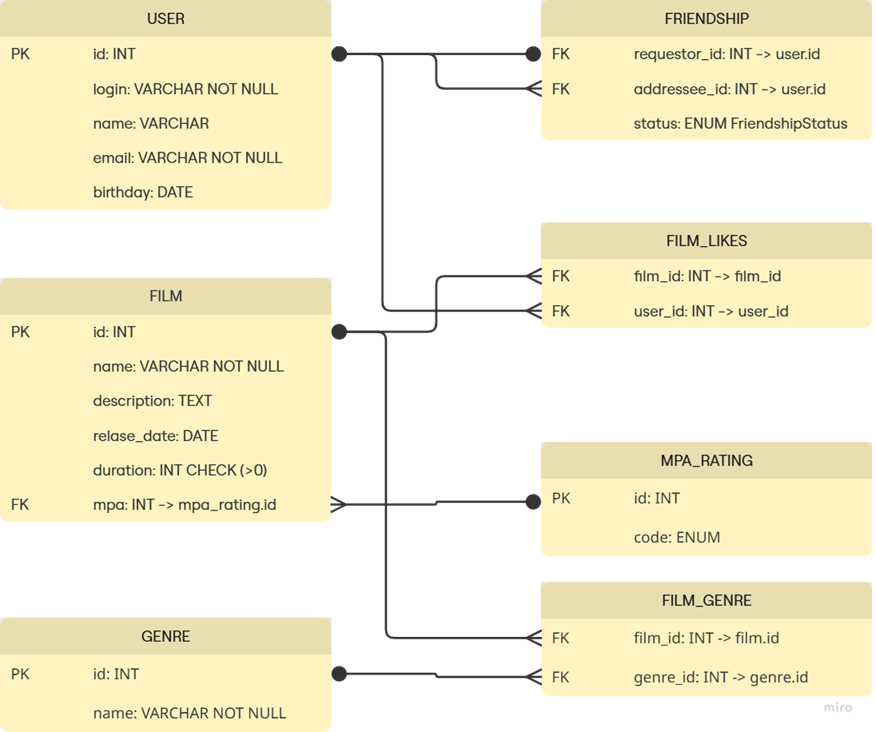 USER
PK id: INT
login: VARCHAR NOT NULL
name: VARCHAR
email: VARCHAR NOT NULL
birthday: DATE
FRIENDSHIP
FK requestor_id: INT -> user.id
FK addressee_id: INT -> user.id
status: ENUM FriendshipStatus
FILM_LIKES
FK film_id: INT -> film_id
FK user_id: INT -> user_id
FILM
PK id: INT
name: VARCHAR NOT NULL
description: TEXT
relase_date: DATE
duration: INT CHECK (>0)
FK mpa: INT -> mpa_rating.id
MPA_RATING
PK id: INT
code: ENUM
FILM_GENRE
FK film_id: INT -> film.id
FK genre_id: INT -> genre.id
GENRE
PK id: INT
name: VARCHAR NOT NULL
miro